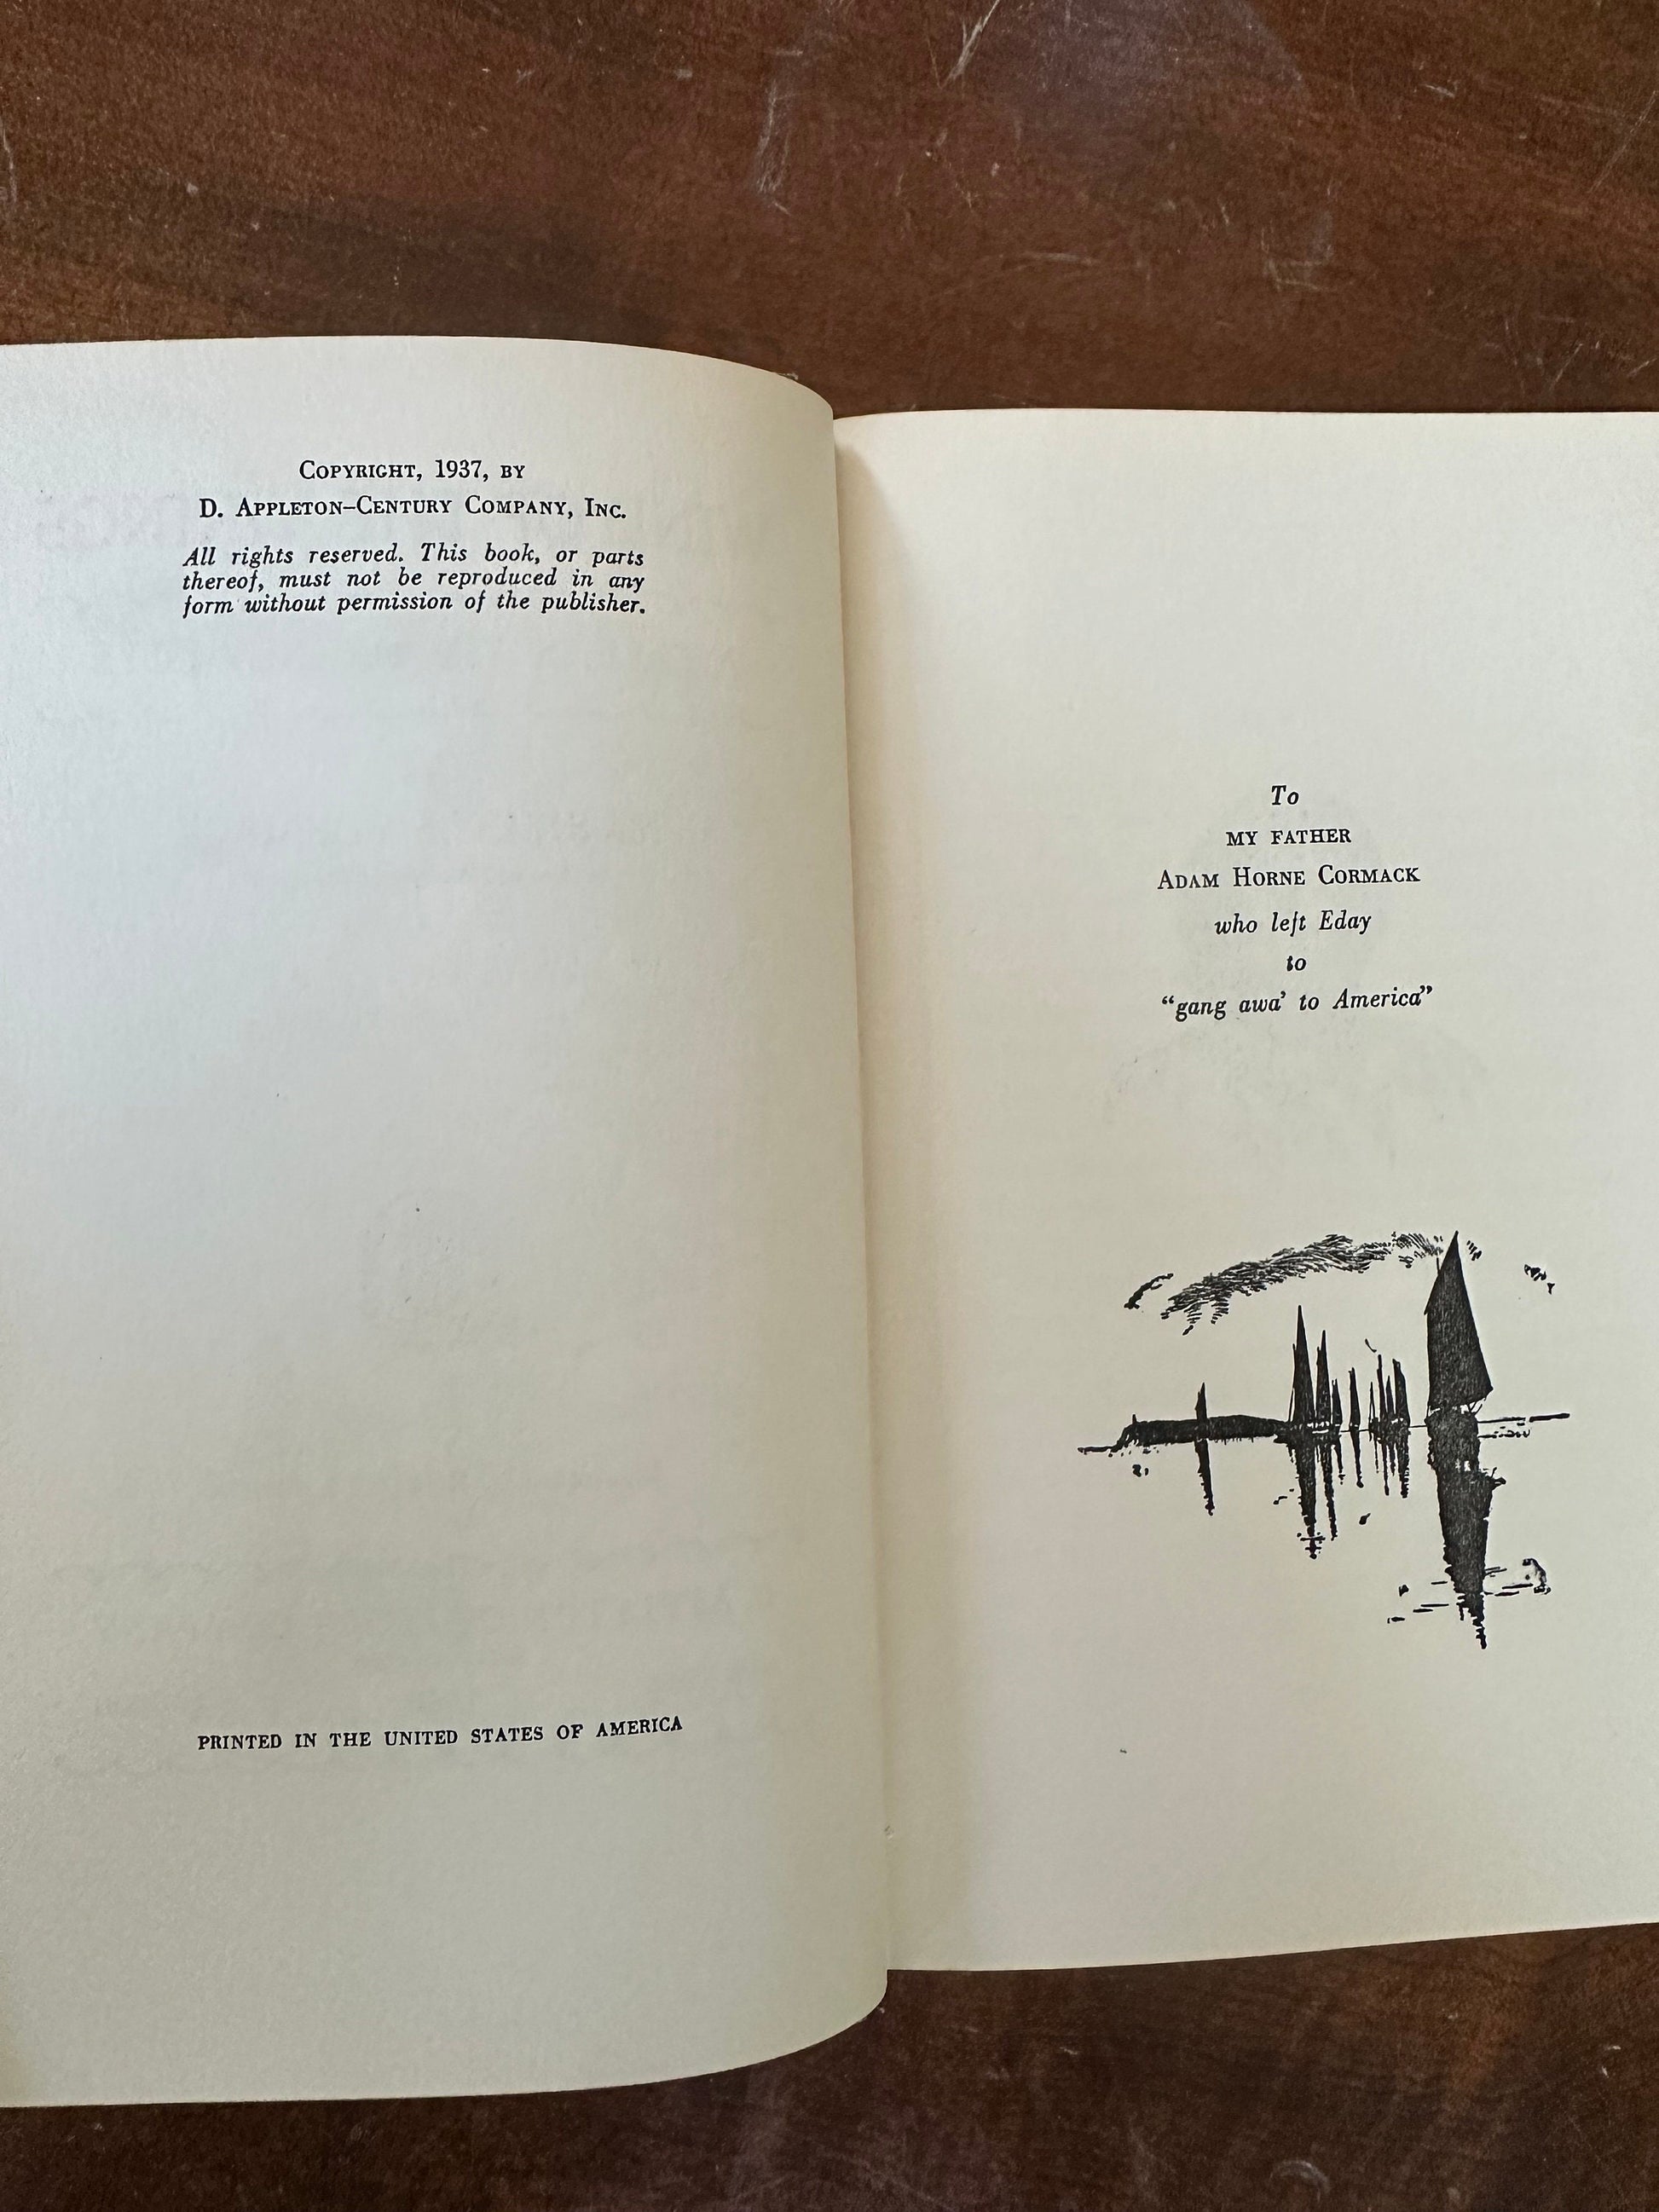 COPYRIGHT, 1937, BY
D. APPLETON–CENTURY COMPANY, INC.
All rights reserved. This book, or parts
thereof, must not be reproduced in any
form without permission of the publisher.
PRINTED IN THE UNITED STATES OF AMERICA
To
MY FATHER
ADAM HORNE CORMACK
who left Eday
to
“gang awa’ to America”